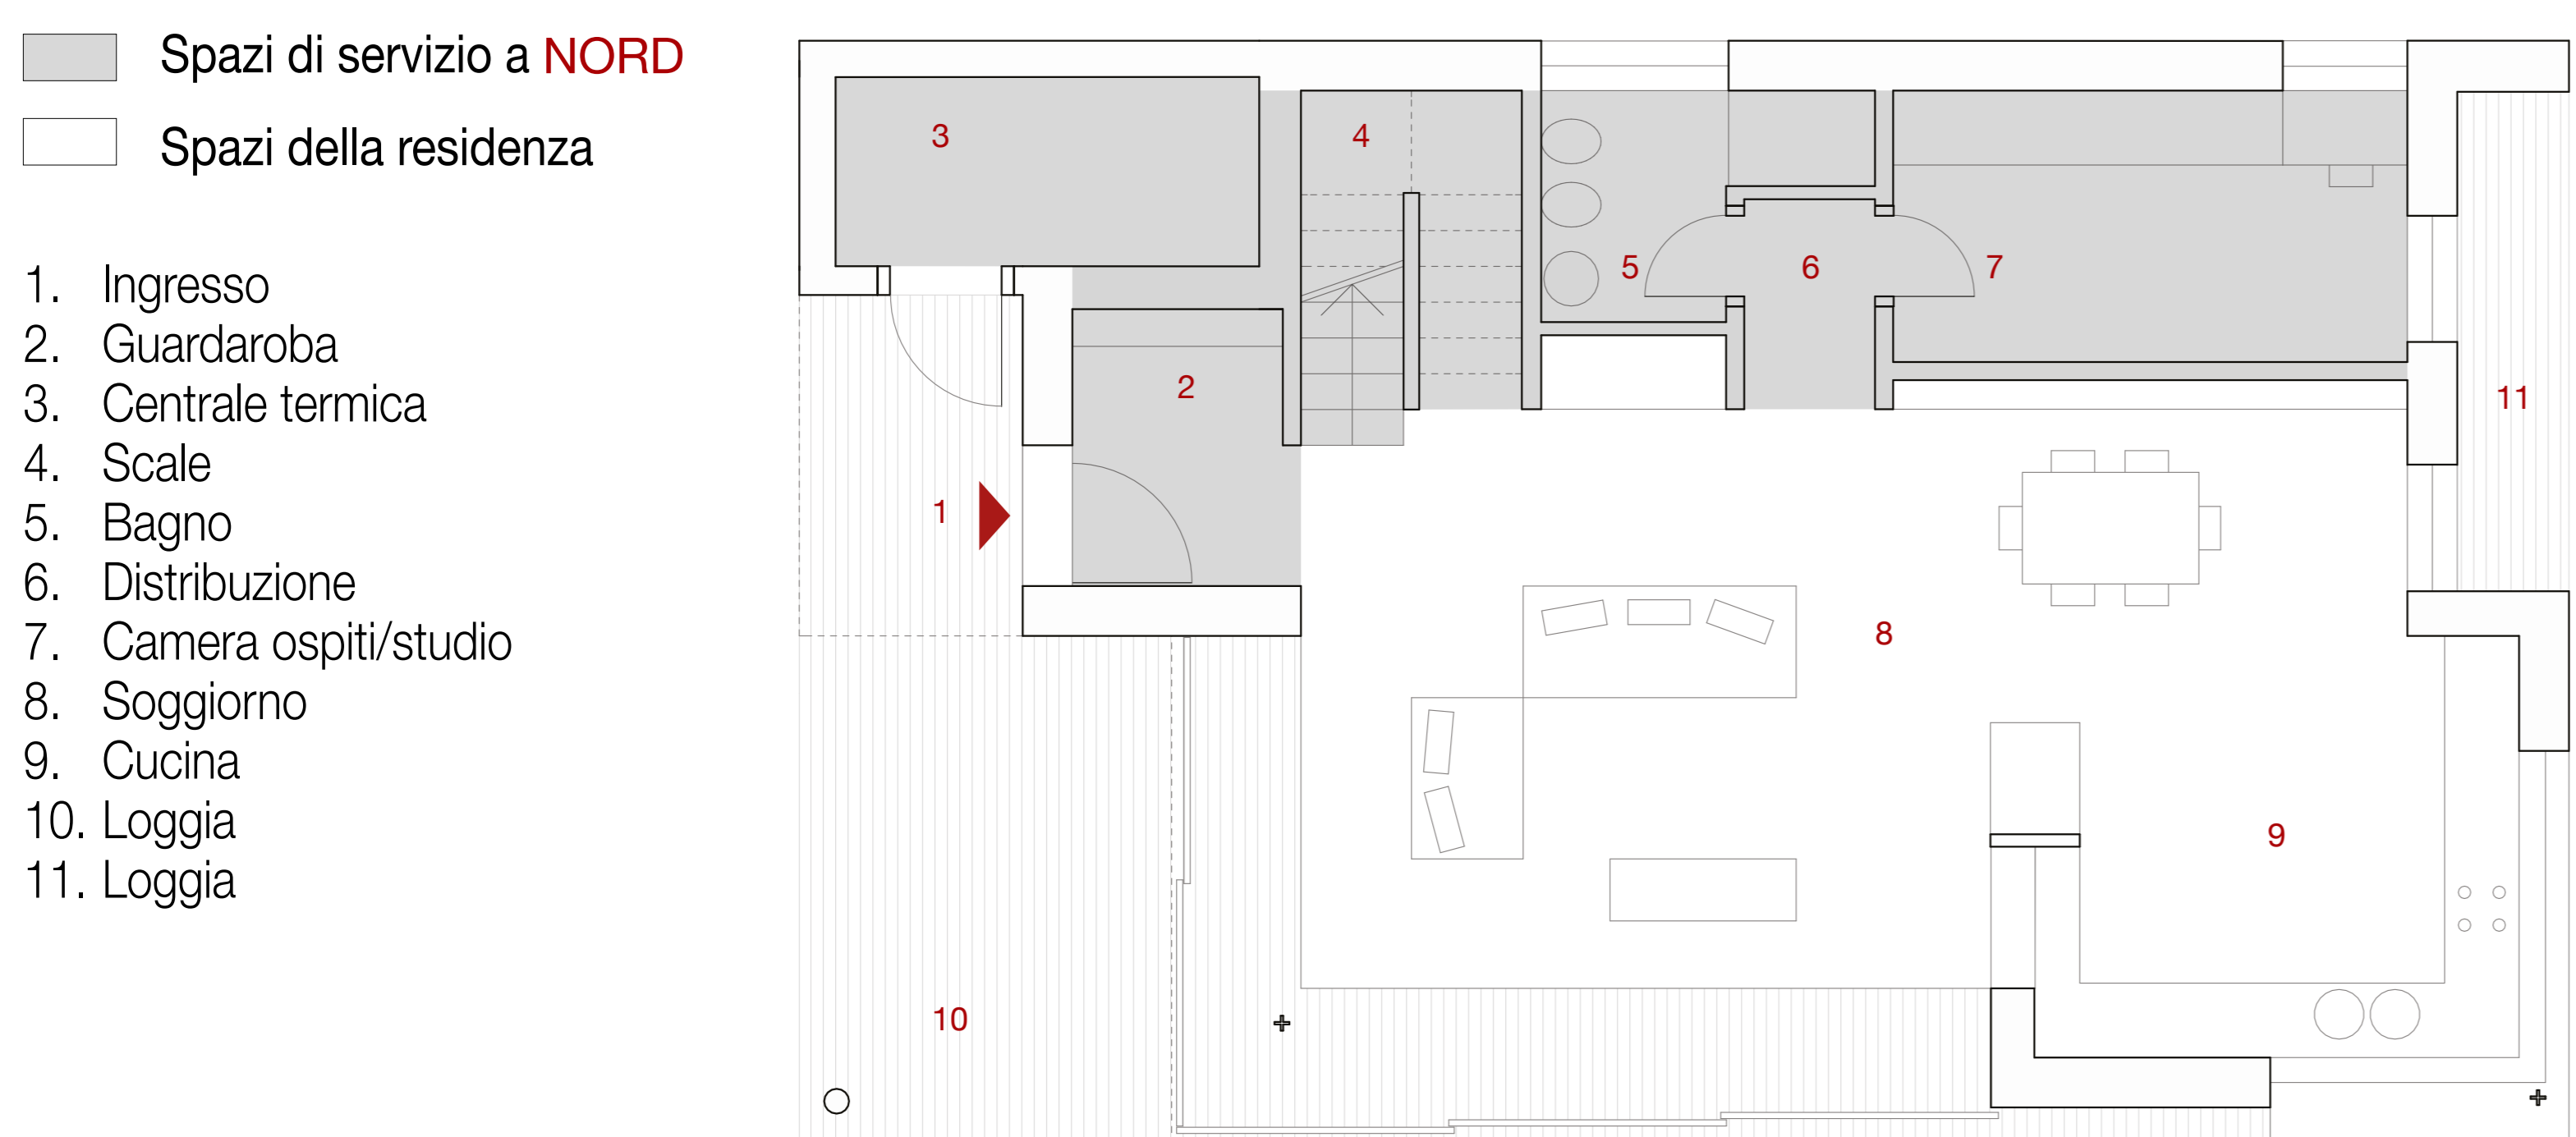 Spazi di servizio a NORD
Spazi della residenza
1. Ingresso
2. Guardaroba
3. Centrale termica
4. Scale
5. Bagno
6. Distribuzione
7. Camera ospiti/studio
8. Soggiorno
9. Cucina
10. Loggia
11. Loggia
3
4
5
6
7
2
11
1
8
9
10